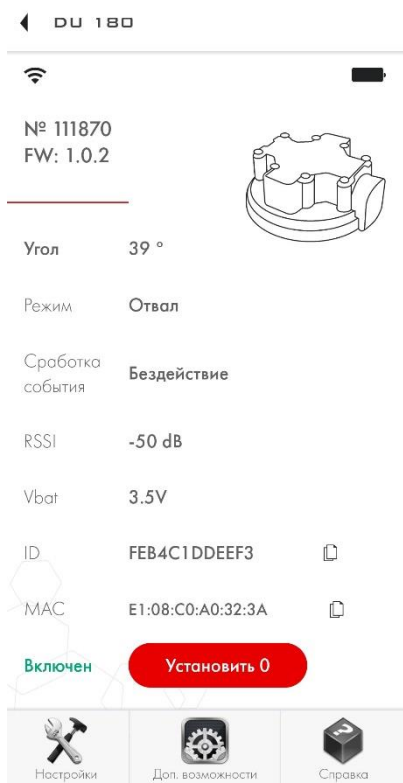 DU 180
№ 111870
FW: 1.0.2
Угол 39 °
Режим Отвал
Сработка
события Бездействие
RSSI -50 dB
Vbat 3.5V
ID FEB4C1DDEEF3
MAC E1:08:C0:A0:32:3A
Включен Установить 0
Настройки Доп. возможности Справка